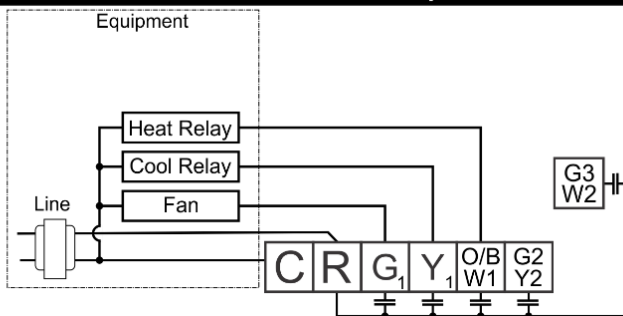 Equipment
Heat Relay
Cool Relay
Fan
Line
C
R
G1
Y1
O/B
W1
G2
Y2
G3
W2